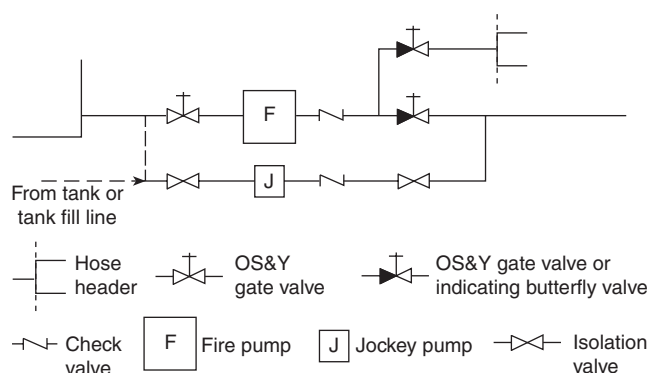 F
J
From tank or
tank fill line
Hose
header
OS&Y
gate valve
OS&Y gate valve or
indicating butterfly valve
Check
valve
F
Fire pump
J
Jockey pump
Isolation
valve